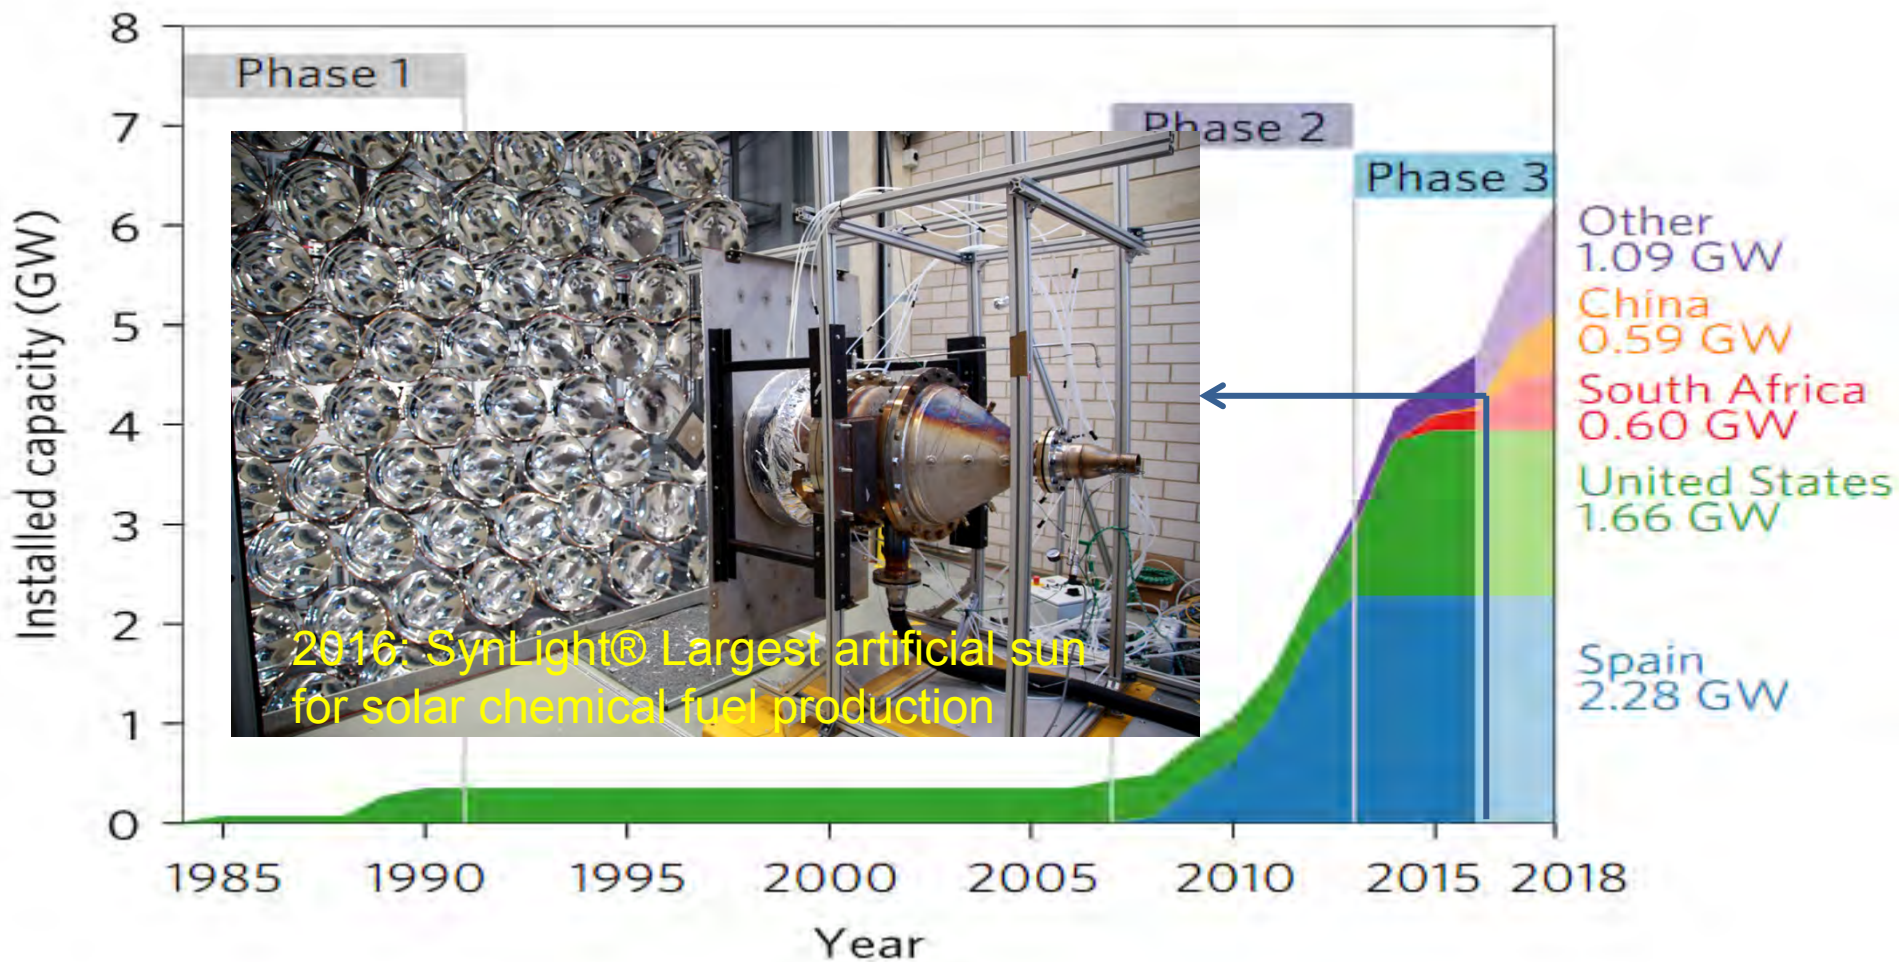 8
7
6
5
4
3
2
1
0
Installed capacity (GW)
Phase 1
Phase 2
Phase 3
2016: SynLight® Largest artificial sun
for solar chemical fuel production
Other
1.09 GW
China
0.59 GW
South Africa
0.60 GW
United States
1.66 GW
Spain
2.28 GW
1985 1990 1995 2000 2005 2010 2015 2018
Year